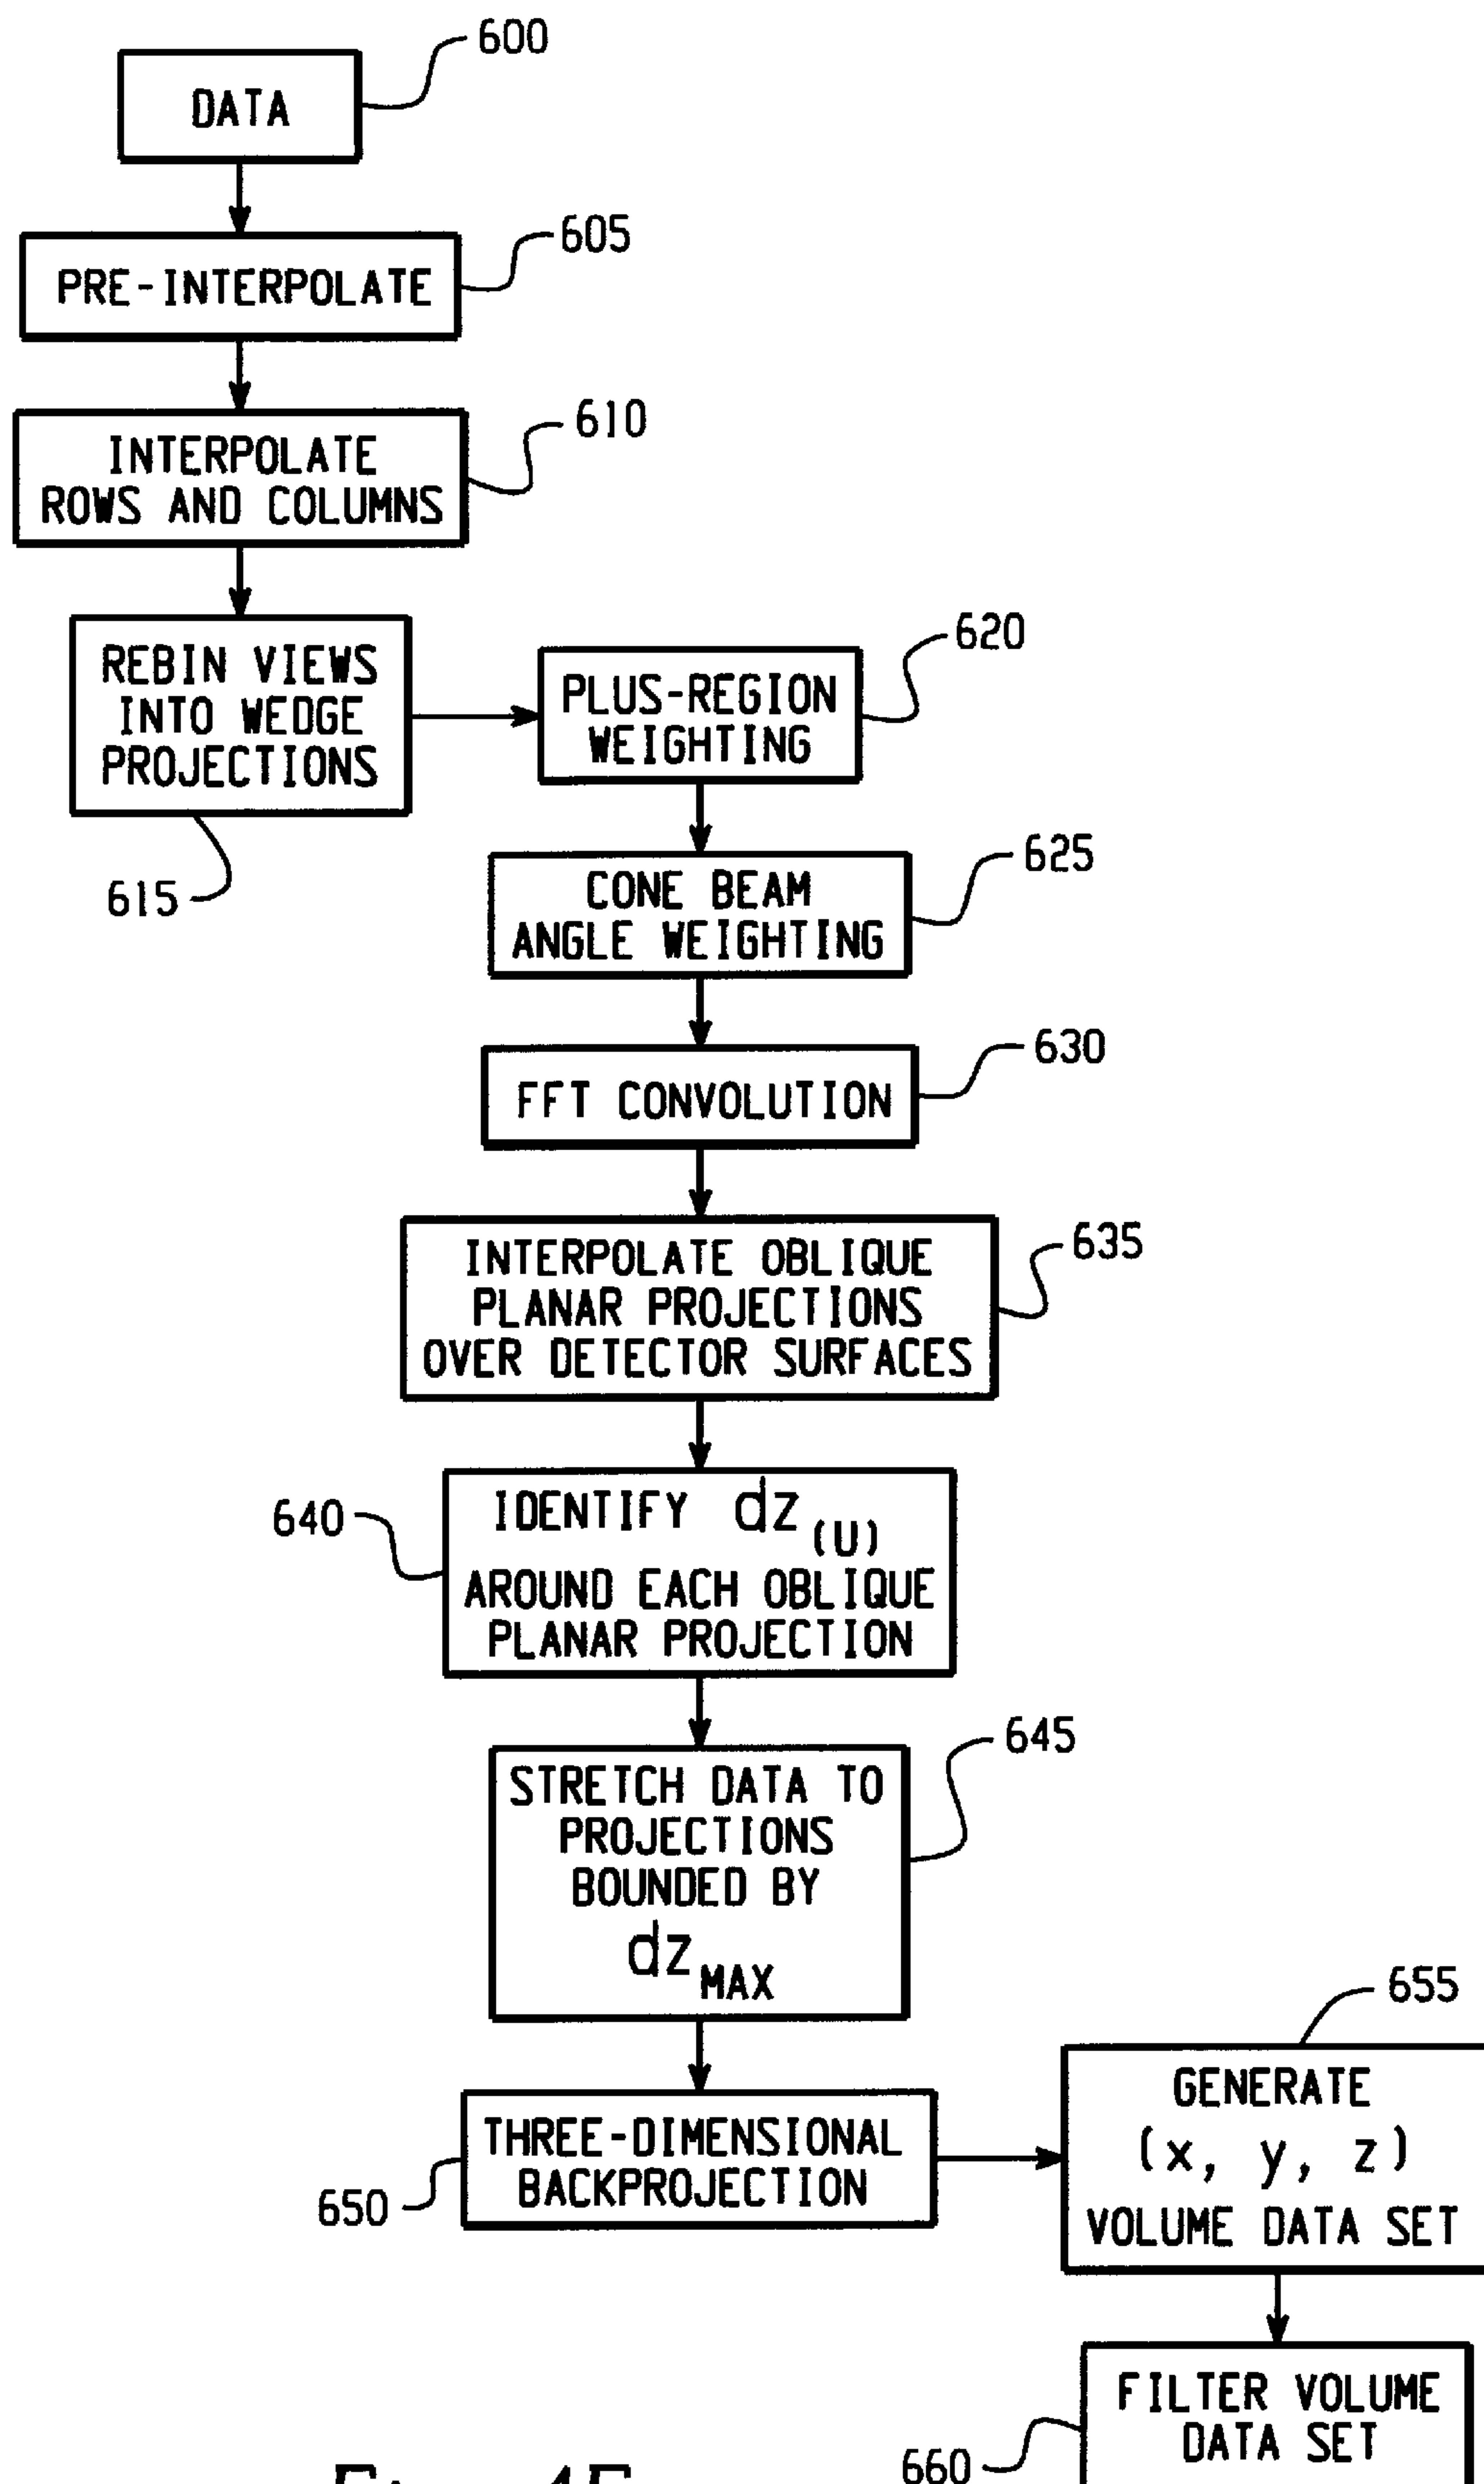 600
DATA
605
PRE-INTERPOLATE
610
INTERPOLATE
ROWS AND COLUMNS
REBIN VIEWS
INTO WEDGE
PROJECTIONS
615
620
PLUS-REGION
WEIGHTING
625
CONE BEAM
ANGLE WEIGHTING
630
FFT CONVOLUTION
635
INTERPOLATE OBLIQUE
PLANAR PROJECTIONS
OVER DETECTOR SURFACES
640
IDENTIFY dz (U)
AROUND EACH OBLIQUE
PLANAR PROJECTION
645
STRETCH DATA TO
PROJECTIONS
BOUNDED BY
dz MAX
650
THREE-DIMENSIONAL
BACKPROJECTION
655
GENERATE
(x, y, z)
VOLUME DATA SET
660
FILTER VOLUME
DATA SET